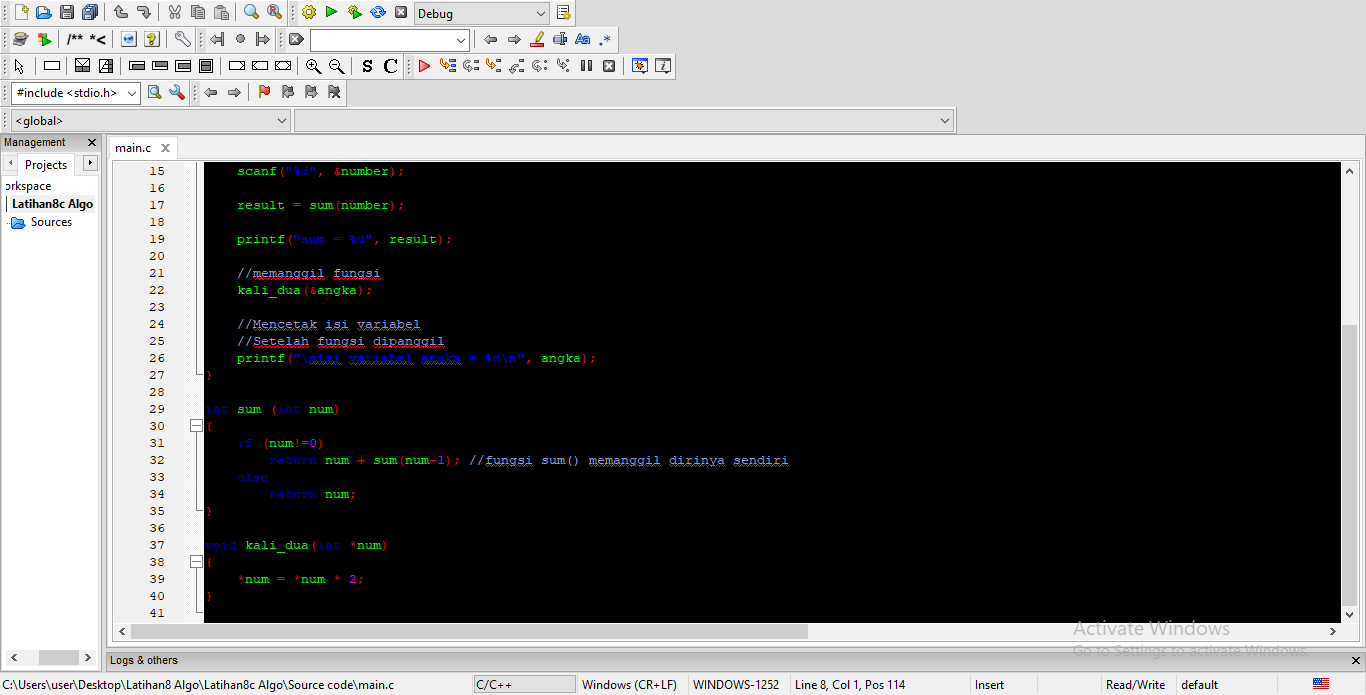 Debug
/** *<
S C
Aa .*
#include <stdio.h>
<global>
Management
main.c
Projects
orkspace
Latihan8c Algo
Sources
15 scanf("%d", &number);
16
17 result = sum(number);
18
19 printf("sum = %d", result);
20
21 //memanggil fungsi
22 kali_dua(&angka);
23
24 //Mencetak isi variabel
25 //Setelah fungsi dipanggil
26 printf("\nisi variabel angka = %d\n", angka);
27 }
28
29 int sum (int num)
30 {
31 if (num!=0)
32 return num + sum(num-1); //fungsi sum() memanggil dirinya sendiri
33 else
34 return num;
35 }
36
37 void kali_dua(int *num)
38 {
39 *num = *num * 2;
40 }
41
Activate Windows
Go to Settings to activate Windows.
Logs & others
C:\Users\user\Desktop\Latihan8 Algo\Latihan8c Algo\Source code\main.c C/C++ Windows (CR+LF) WINDOWS-1252 Line 8, Col 1, Pos 114 Insert Read/Write default